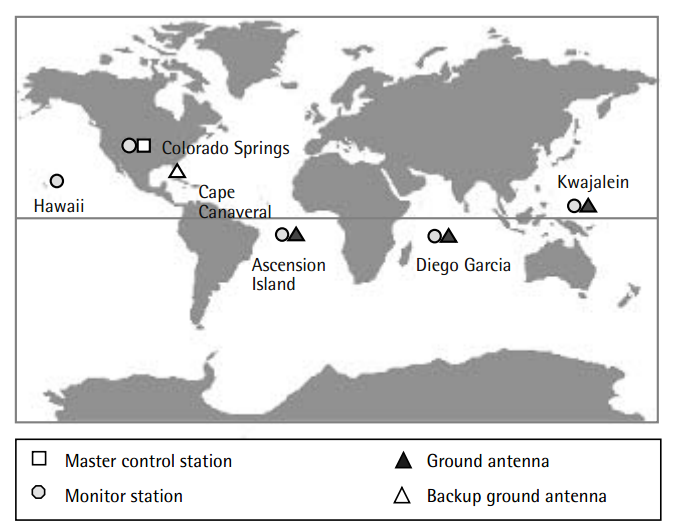 Colorado Springs
Kwajalein
Cape
Canaveral
Hawaii
Ascension
Island
Diego Garcia
Master control station
Ground antenna
Monitor station
Backup ground antenna